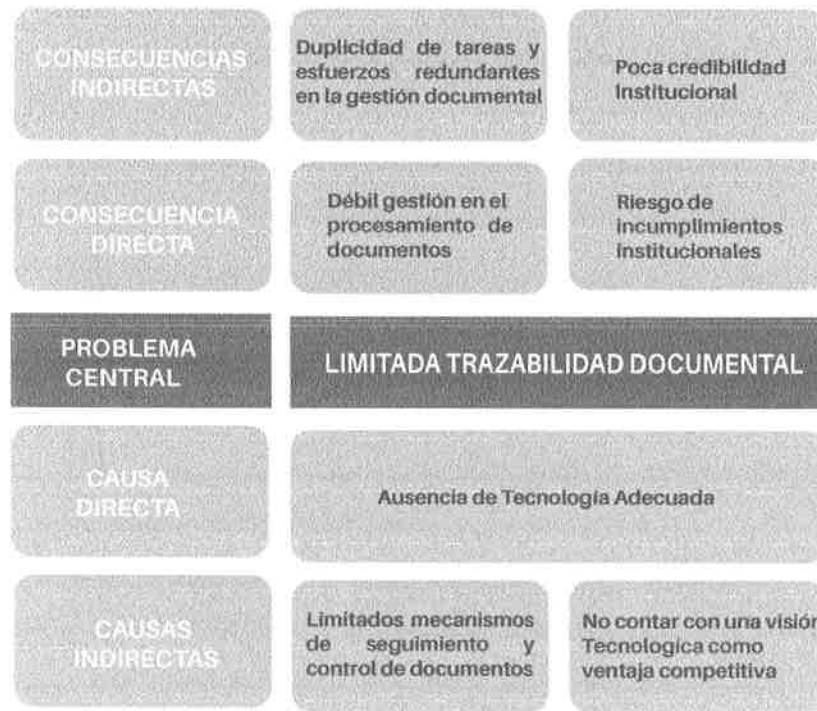 CONSECUENCIAS
INDIRECTAS
Duplicidad de tareas y
esfuerzos redundantes
en la gestión documental
Poca credibilidad
Institucional
CONSECUENCIA
DIRECTA
Débil gestión en el
procesamiento de
documentos
Riesgo de
incumplimientos
institucionales
PROBLEMA
CENTRAL
LIMITADA TRAZABILIDAD DOCUMENTAL
CAUSA
DIRECTA
Ausencia de Tecnología Adecuada
CAUSAS
INDIRECTAS
Limitados mecanismos
de seguimiento y
control de documentos
No contar con una visión
Tecnologica como
ventaja competitiva